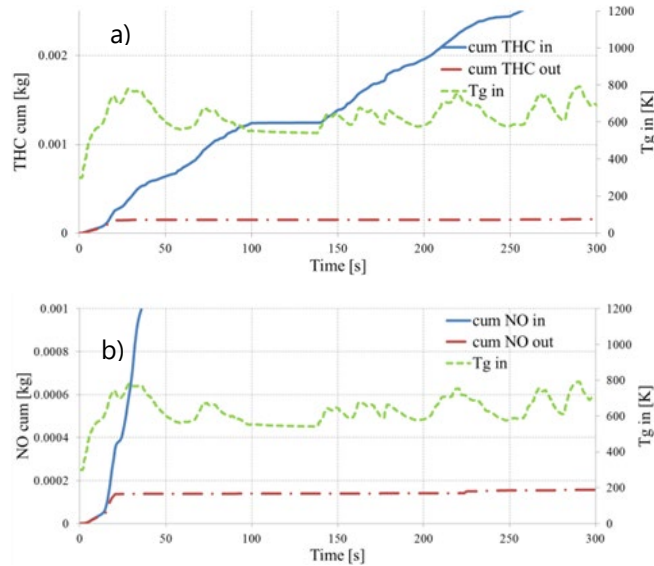 a)
cum THC in
cum THC out
Tg in
THC cum [kg]
0.002
0.001
0
1200
1000
800
600
400
200
0
Tg in [K]
0 50 100 150 200 250 300
Time [s]
b)
cum NO in
cum NO out
Tg in
NO cum [kg]
0.001
0.0008
0.0006
0.0004
0.0002
0
1200
1000
800
600
400
200
0
Tg in [K]
0 50 100 150 200 250 300
Time [s]